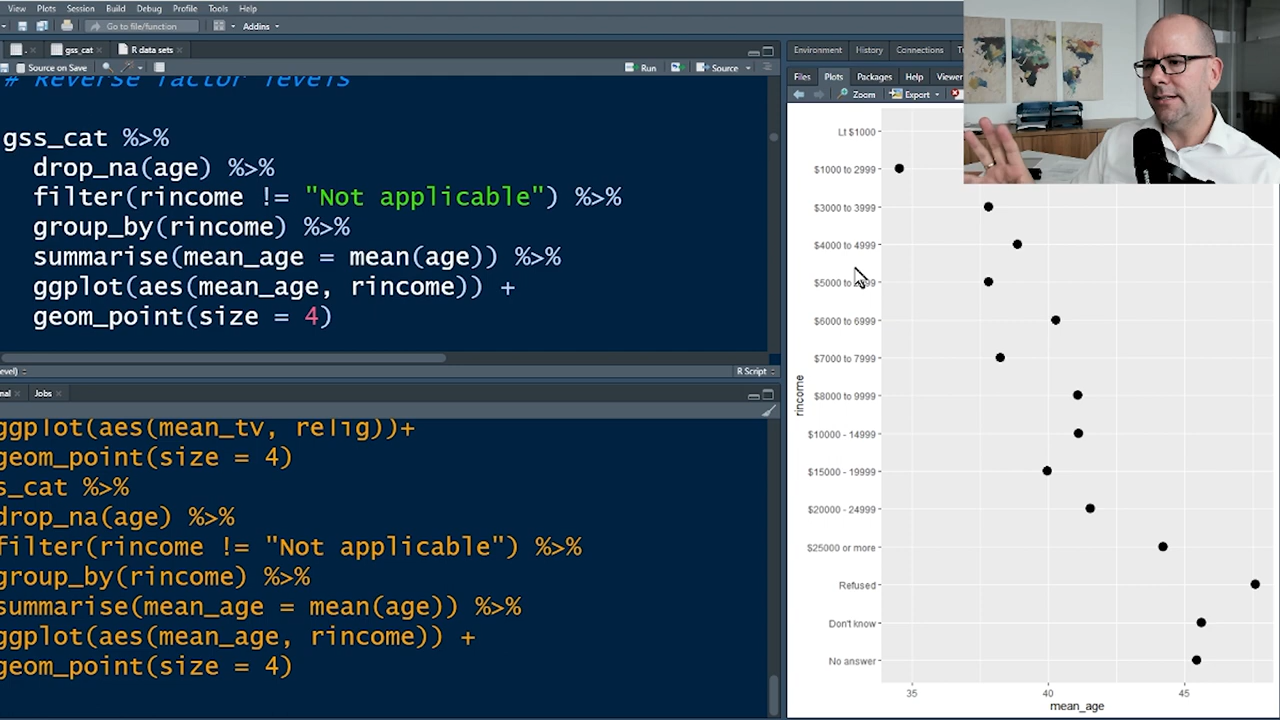 View Plots Session Build Debug Profile Tools Help
Go to file/function Addins
gss_cat R data sets
Source on Save Run Source
# Reverse factor levels
gss_cat %>%
drop_na(age) %>%
filter(rincome != "Not applicable") %>%
group_by(rincome) %>%
summarise(mean_age = mean(age)) %>%
ggplot(aes(mean_age, rincome)) +
geom_point(size = 4)
evel) R Script
nal Jobs
ggplot(aes(mean_tv, relig))+
geom_point(size = 4)
s_cat %>%
drop_na(age) %>%
filter(rincome != "Not applicable") %>%
group_by(rincome) %>%
summarise(mean_age = mean(age)) %>%
ggplot(aes(mean_age, rincome)) +
geom_point(size = 4)
Environment History Connections
Files Plots Packages Help Viewer
Zoom Export
Lt $1000
$1000 to 2999
$3000 to 3999
$4000 to 4999
$5000 to
$6000 to 6999
$7000 to 7999
$8000 to 9999
$10000 - 14999
$15000 - 19999
$20000 - 24999
$25000 or more
Refused
Don't know
No answer
rincome
35 40 45
mean_age